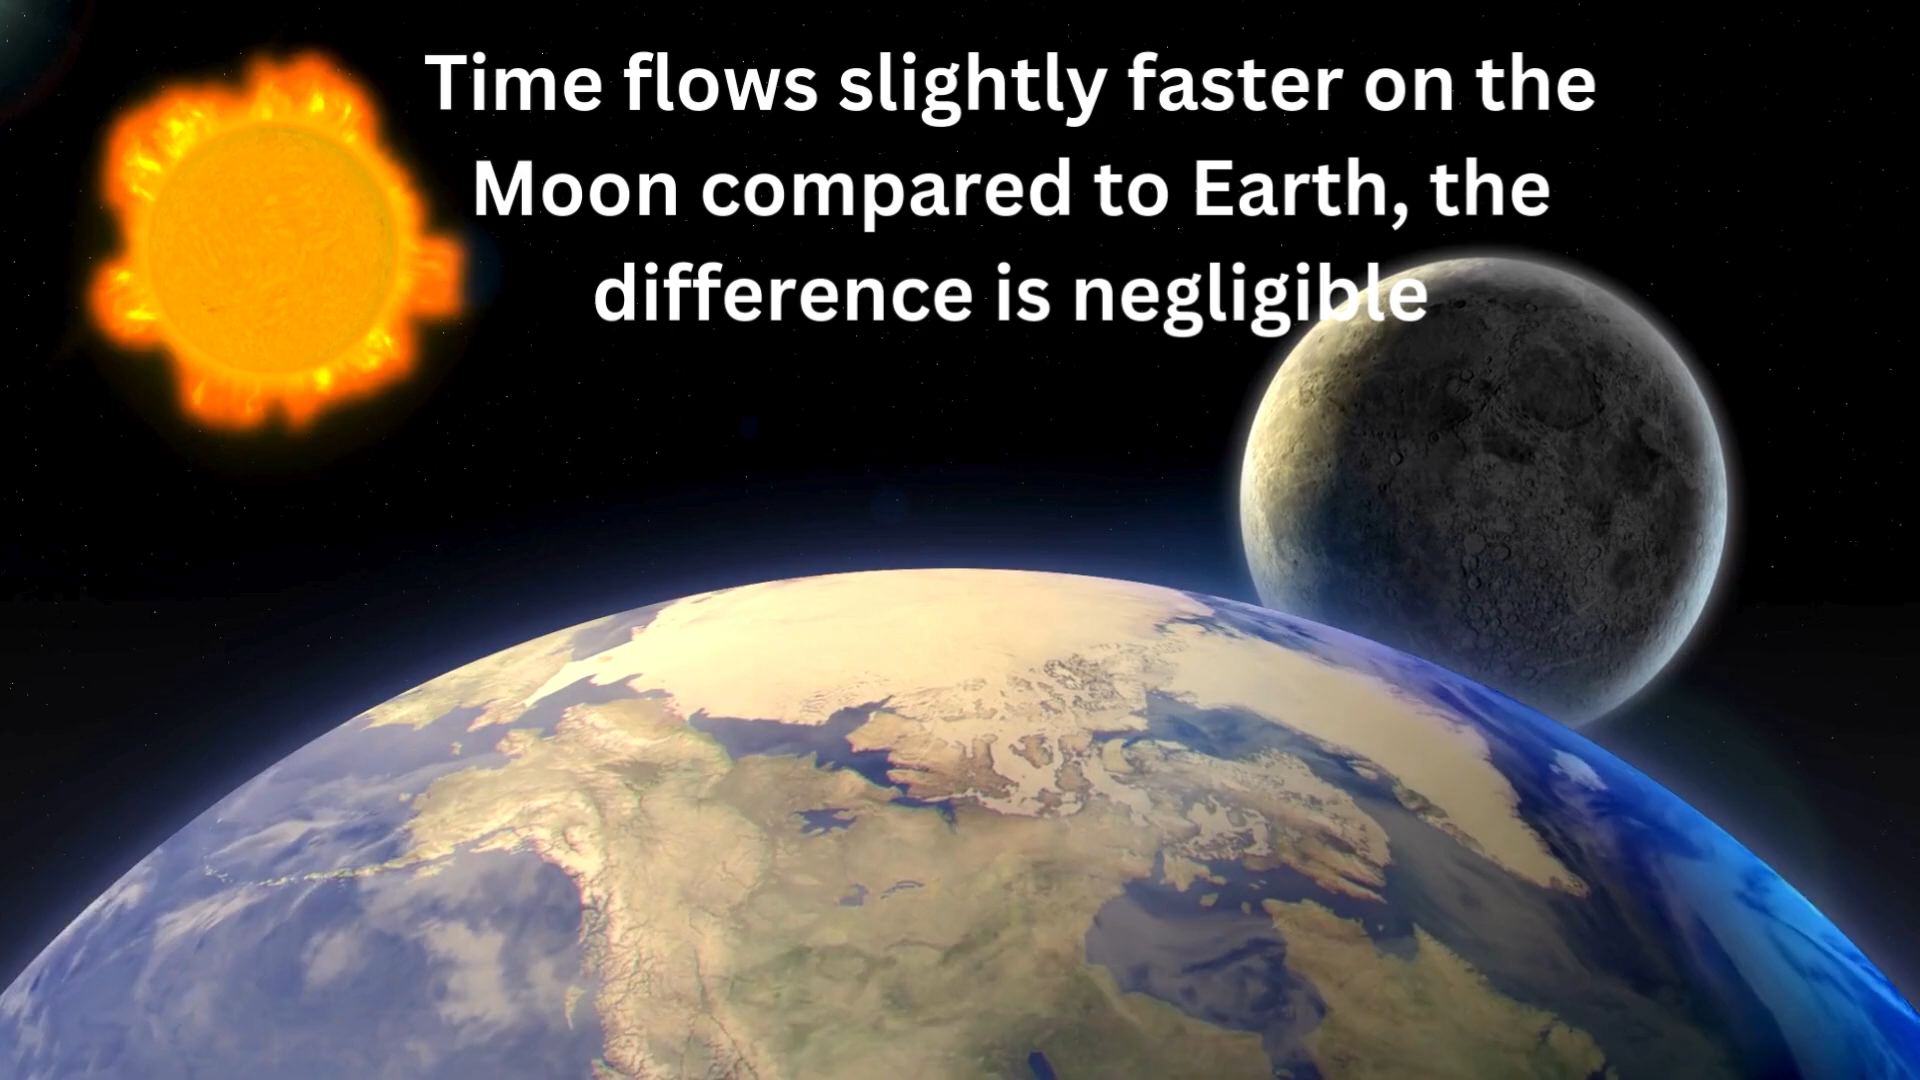 Time flows slightly faster on the
Moon compared to Earth, the
difference is negligible